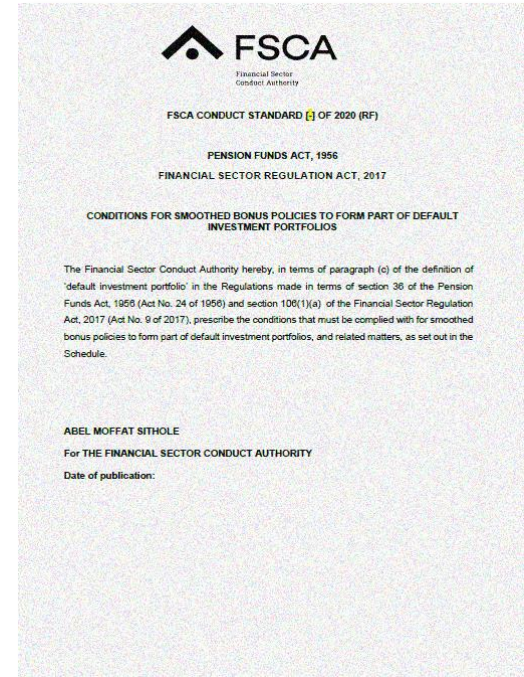 FSCA
Financial Sector
Conduct Authority
FSCA CONDUCT STANDARD [-] OF 2020 (RF)
PENSION FUNDS ACT, 1956
FINANCIAL SECTOR REGULATION ACT, 2017
CONDITIONS FOR SMOOTHED BONUS POLICIES TO FORM PART OF DEFAULT
INVESTMENT PORTFOLIOS
The Financial Sector Conduct Authority hereby, in terms of paragraph (c) of the definition of
‘default investment portfolio’ in the Regulations made in terms of section 36 of the Pension
Funds Act, 1956 (Act No. 24 of 1956) and section 106(1)(a) of the Financial Sector Regulation
Act, 2017 (Act No. 9 of 2017), prescribe the conditions that must be complied with for smoothed
bonus policies to form part of default investment portfolios, and related matters, as set out in the
Schedule.
ABEL MOFFAT SITHOLE
For THE FINANCIAL SECTOR CONDUCT AUTHORITY
Date of publication: